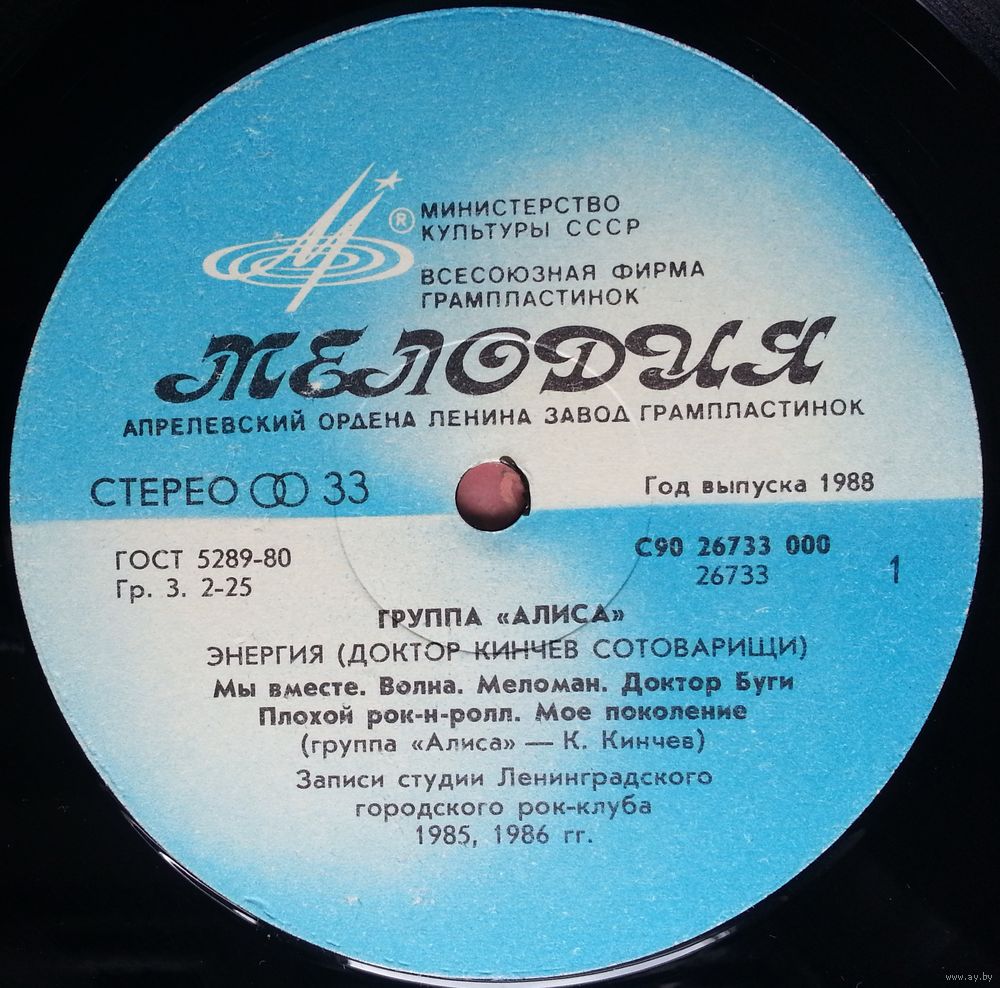 ®
МИНИСТЕРСТВО
КУЛЬТУРЫ СССР
ВСЕСОЮЗНАЯ ФИРМА
ГРАМПЛАСТИНОК
МЕЛОДИЯ
АПРЕЛЕВСКИЙ ОРДЕНА ЛЕНИНА ЗАВОД ГРАМПЛАСТИНОК
СТЕРЕО 33
Год выпуска 1988
ГОСТ 5289-80
Гр. 3. 2-25
С90 26733 000
26733
1
ГРУППА «АЛИСА»
ЭНЕРГИЯ (ДОКТОР КИНЧЕВ СОТОВАРИЩИ)
Мы вместе. Волна. Меломан. Доктор Буги
Плохой рок-н-ролл. Мое поколение
(группа «Алиса» — К. Кинчев)
Записи студии Ленинградского
городского рок-клуба
1985, 1986 гг.
www.ay.by